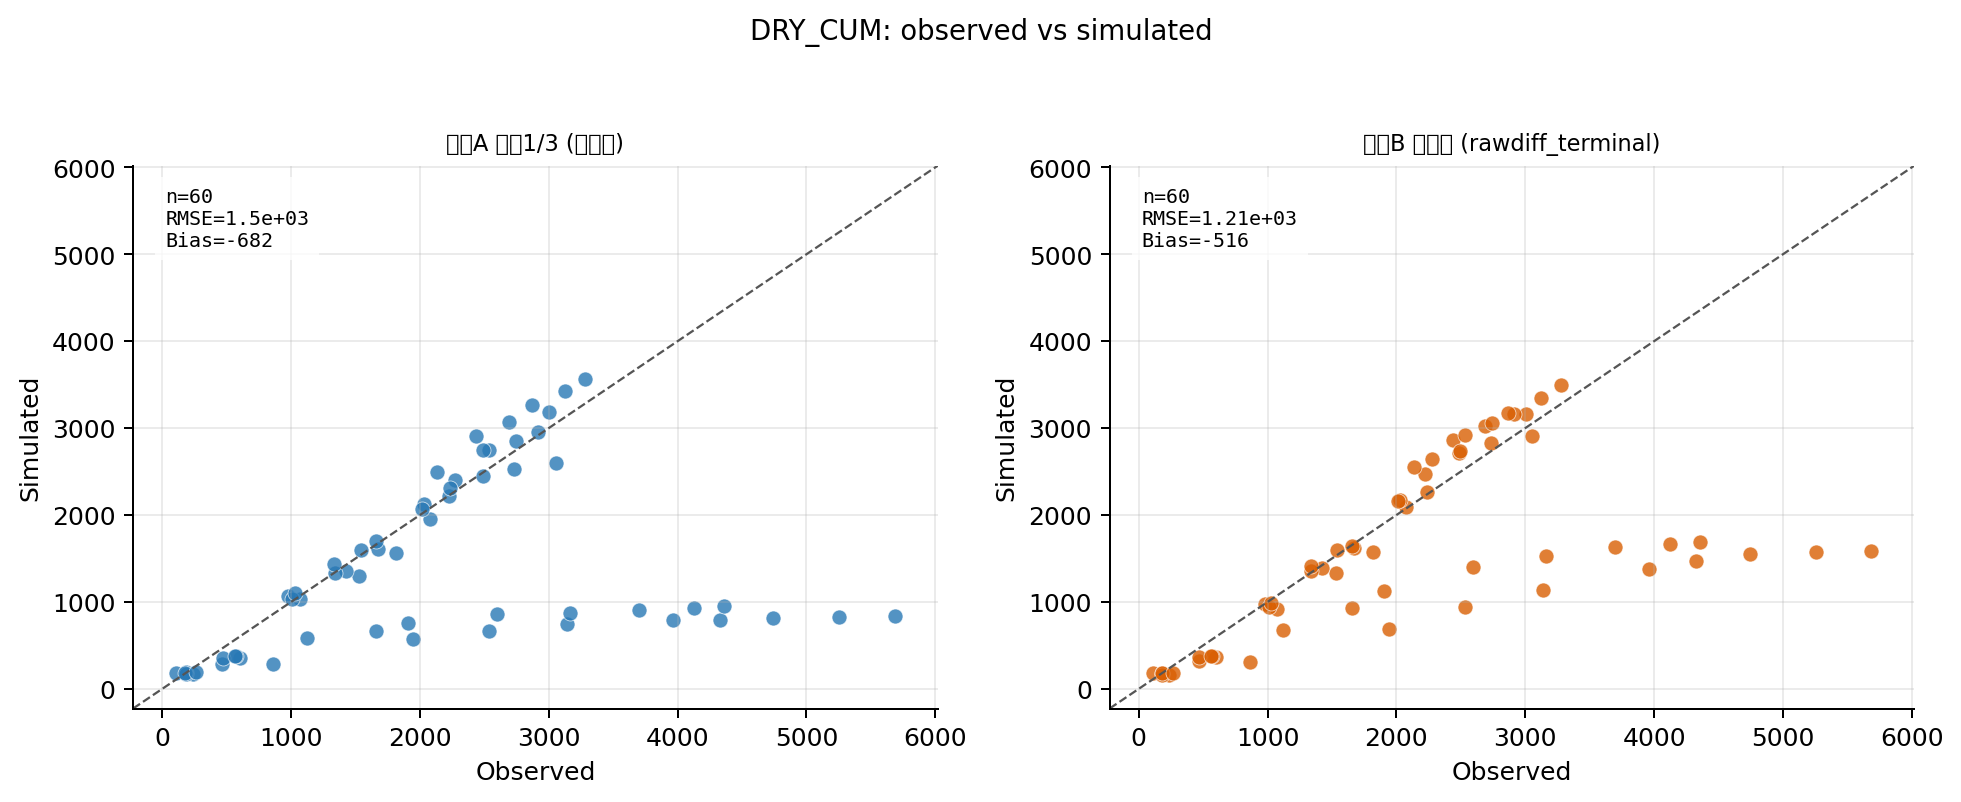 DRY_CUM: observed vs simulated
A 1/3
n=60
RMSE=1.5e+03
Bias=-682
6000
5000
4000
3000
2000
1000
0
Simulated
0 1000 2000 3000 4000 5000 6000
Observed
B (rawdiff_terminal)
n=60
RMSE=1.21e+03
Bias=-516
6000
5000
4000
3000
2000
1000
0
Simulated
0 1000 2000 3000 4000 5000 6000
Observed